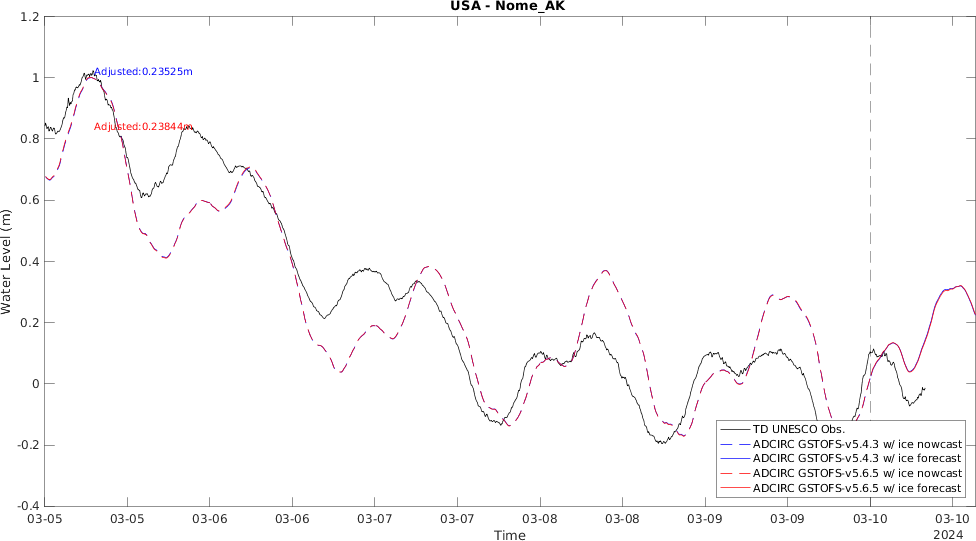 USA - Nome_AK
1.2
1
0.8
0.6
0.4
0.2
0
-0.2
-0.4
Water Level (m)
Adjusted:0.23525m
Adjusted:0.23844m
TD UNESCO Obs.
ADCIRC GSTOFS-v5.4.3 w/ ice nowcast
ADCIRC GSTOFS-v5.4.3 w/ ice forecast
ADCIRC GSTOFS-v5.6.5 w/ ice nowcast
ADCIRC GSTOFS-v5.6.5 w/ ice forecast
03-05 03-05 03-06 03-06 03-07 03-07 03-08 03-08 03-09 03-09 03-10 03-10
2024
Time